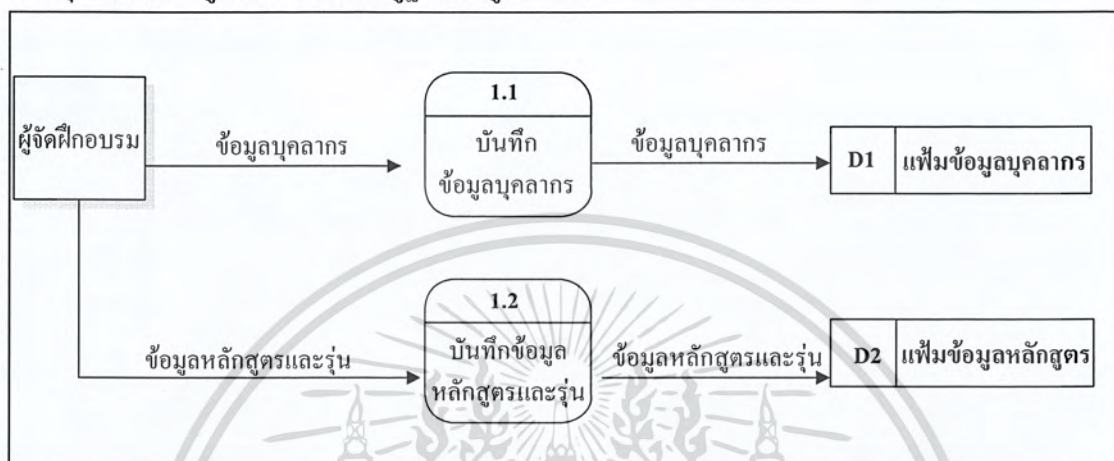 ผู้จัดฝึกอบรม
ข้อมูลบุคลากร
1.1
บันทึก
ข้อมูลบุคลากร
ข้อมูลบุคลากร
D1 แฟ้มข้อมูลบุคลากร
ข้อมูลหลักสูตรและรุ่น
1.2
บันทึกข้อมูล
หลักสูตรและรุ่น
ข้อมูลหลักสูตรและรุ่น
D2 แฟ้มข้อมูลหลักสูตร